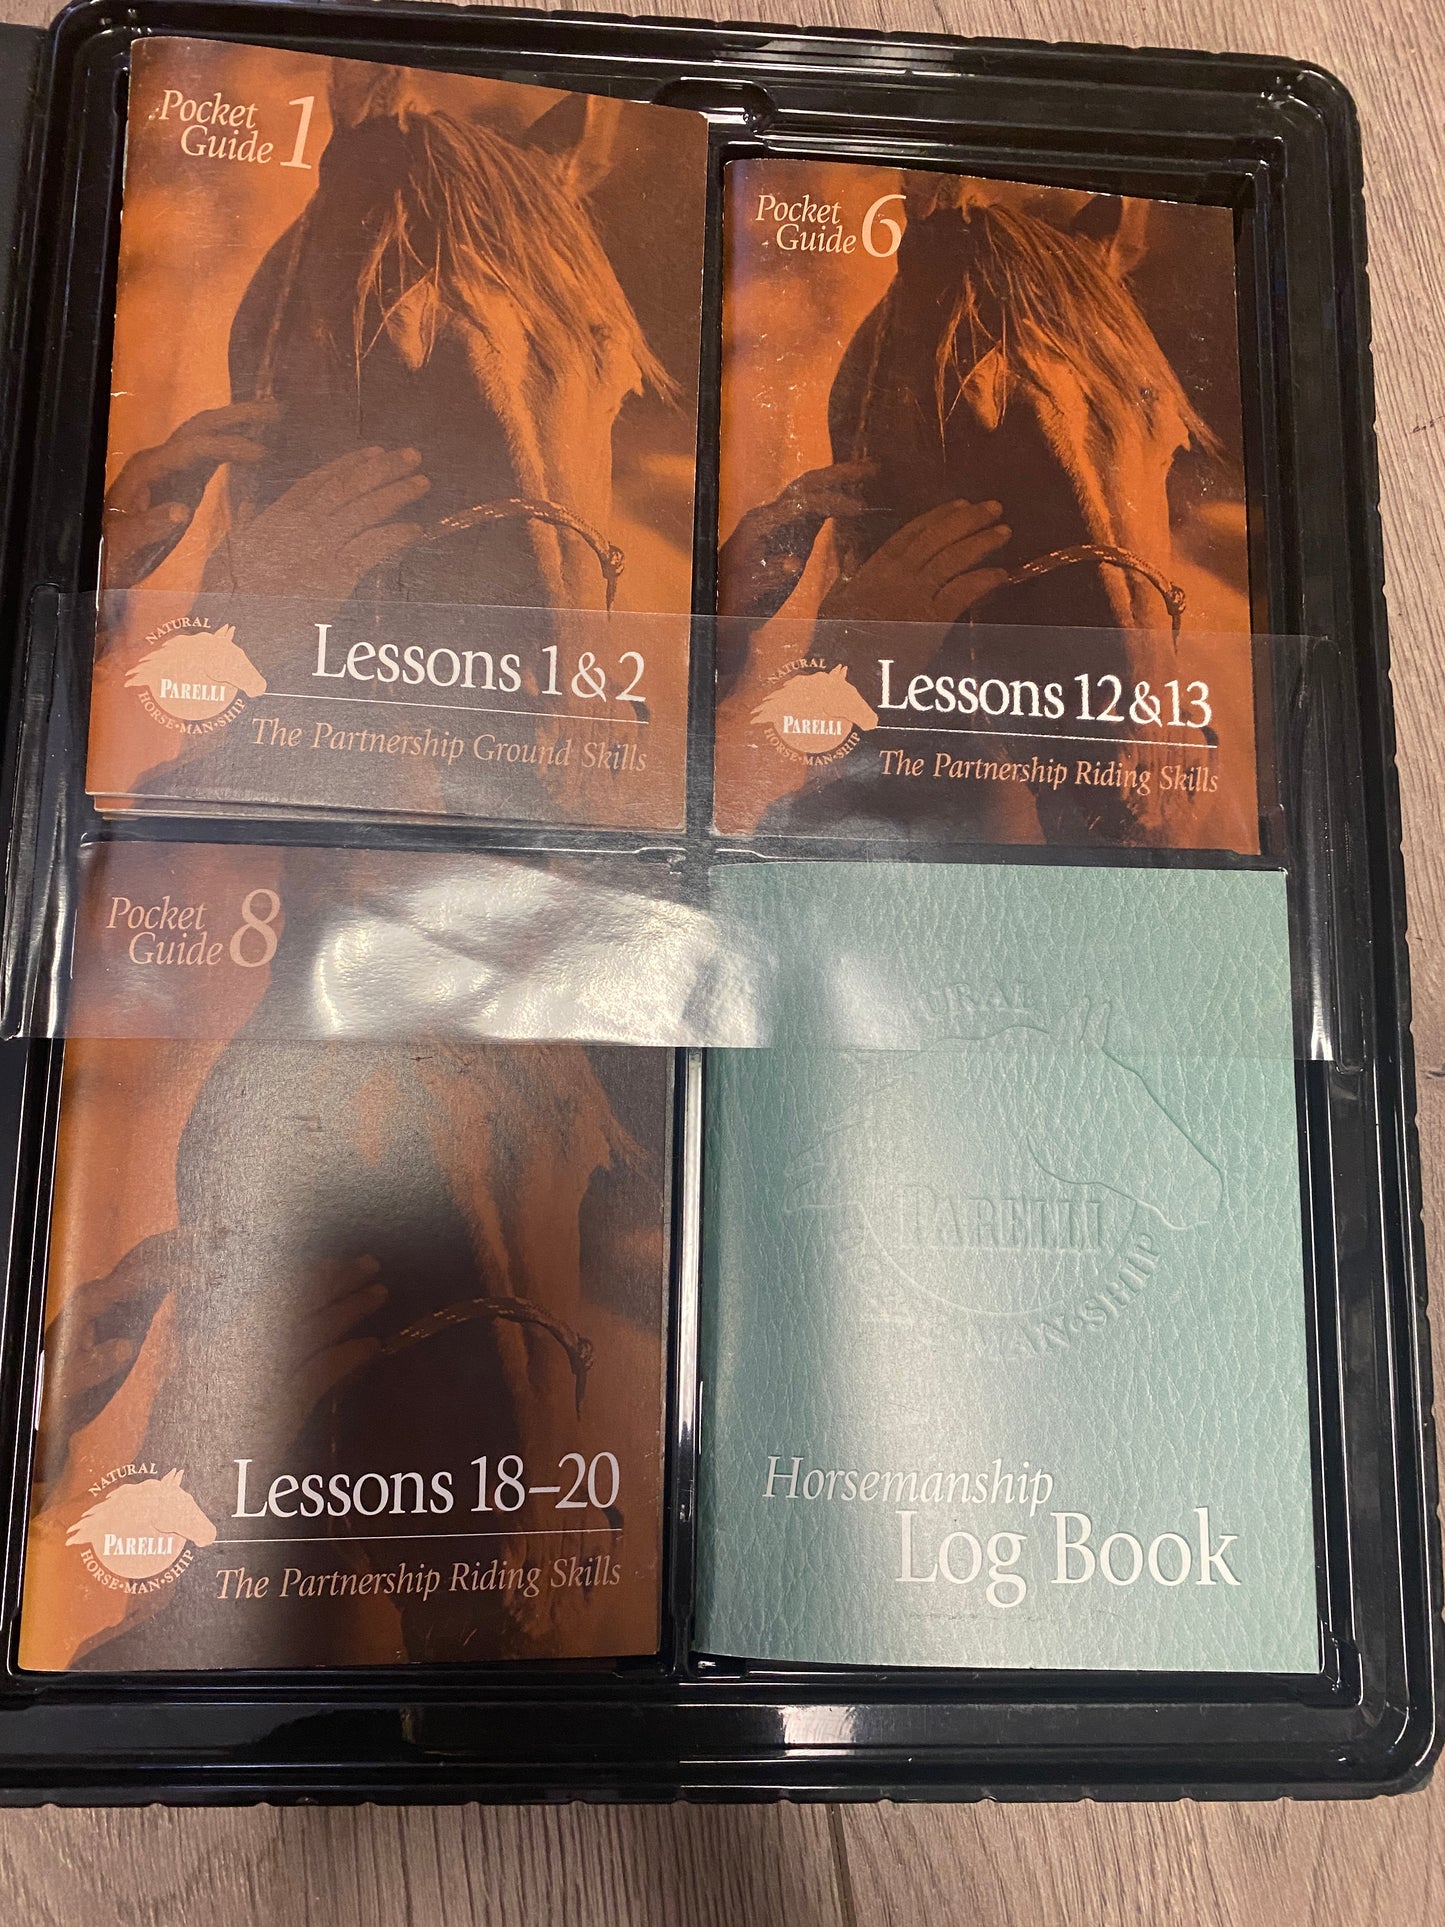 Pocket
Guide 1
NATURAL
PARELLI
HORSE•MAN•SHIP
Lessons 1 & 2
The Partnership Ground Skills
Pocket
Guide 6
NATURAL
PARELLI
HORSE•MAN•SHIP
Lessons 12 & 13
The Partnership Riding Skills
Pocket
Guide 8
NATURAL
PARELLI
HORSE•MAN•SHIP
Lessons 18–20
The Partnership Riding Skills
PARELLI
Horsemanship
Log Book